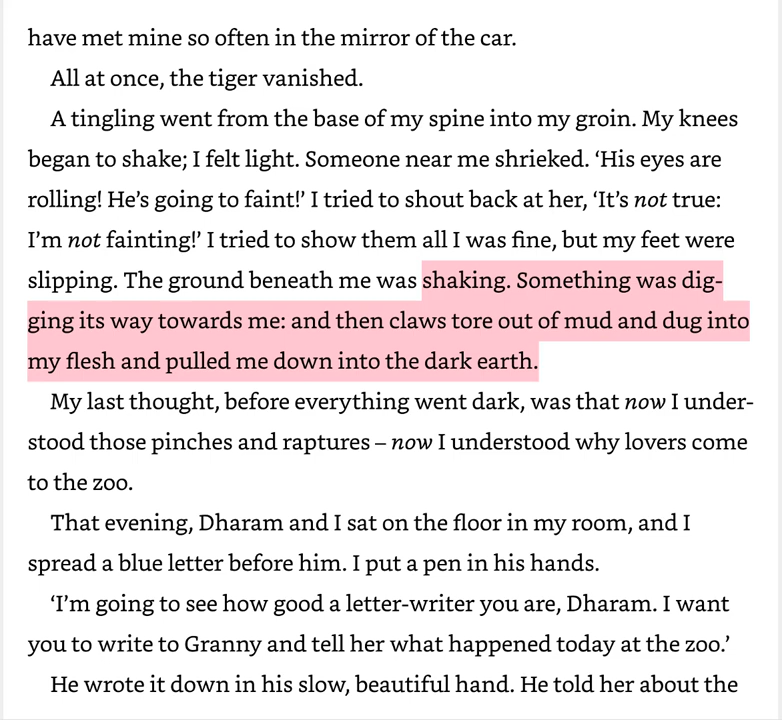 have met mine so often in the mirror of the car.
All at once, the tiger vanished.
A tingling went from the base of my spine into my groin. My knees
began to shake; I felt light. Someone near me shrieked. ‘His eyes are
rolling! He’s going to faint!’ I tried to shout back at her, ‘It’s not true:
I’m not fainting!’ I tried to show them all I was fine, but my feet were
slipping. The ground beneath me was shaking. Something was dig-
ging its way towards me: and then claws tore out of mud and dug into
my flesh and pulled me down into the dark earth.
My last thought, before everything went dark, was that now I under-
stood those pinches and raptures – now I understood why lovers come
to the zoo.
That evening, Dharam and I sat on the floor in my room, and I
spread a blue letter before him. I put a pen in his hands.
‘I’m going to see how good a letter-writer you are, Dharam. I want
you to write to Granny and tell her what happened today at the zoo.’
He wrote it down in his slow, beautiful hand. He told her about the